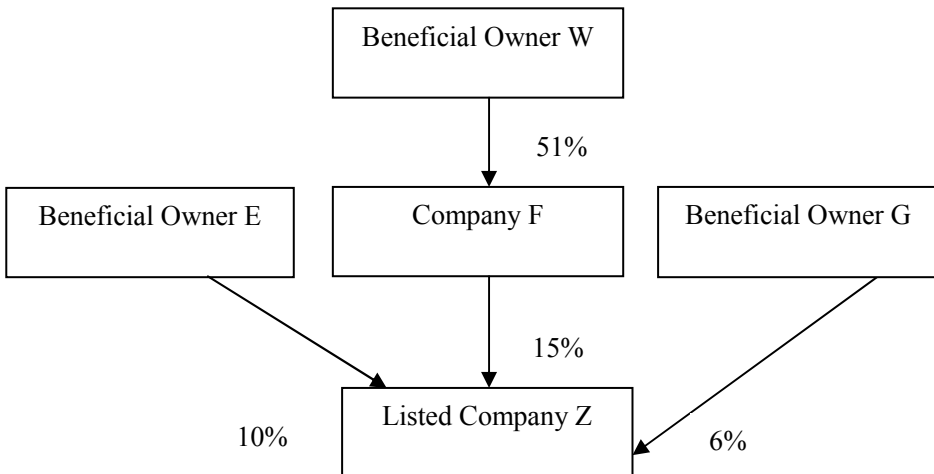 Beneficial Owner W
51%
Beneficial Owner E
Company F
Beneficial Owner G
15%
Listed Company Z
10%
6%